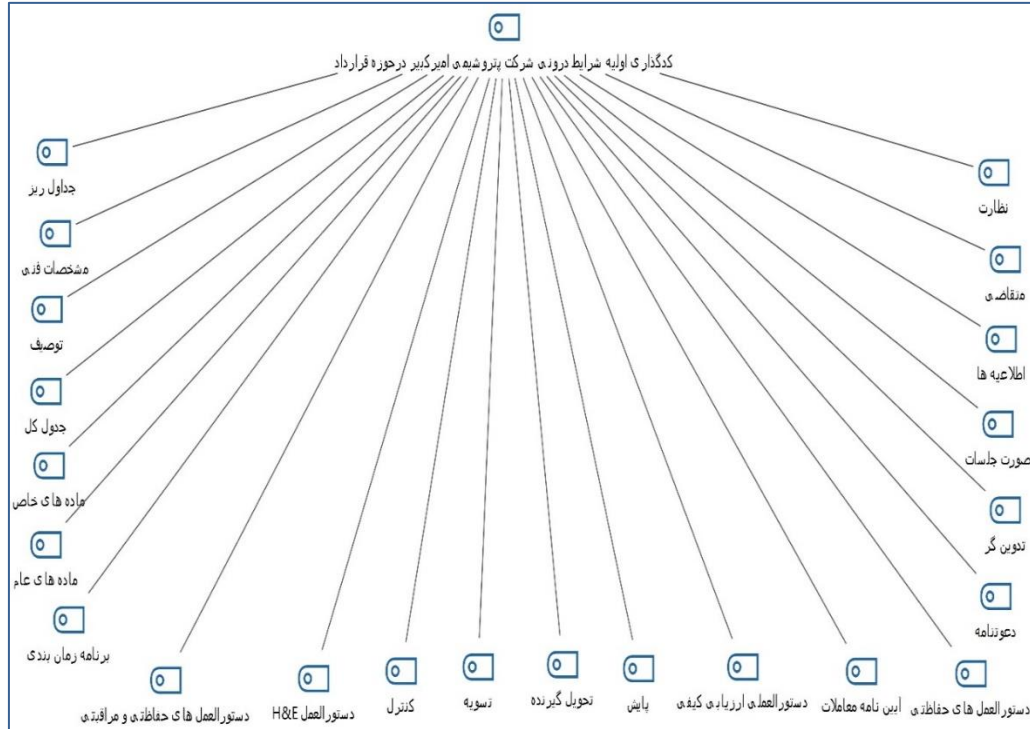 کدگذاری اولیه شرایط درونی شرکت پتروشیمی امیرکبیر درحوزه قرارداد
نظارت
متقاضی
اطلاعیه ها
صورت جلسات
تدوین گر
دعوتنامه
دستورالعمل های حفاظتی
آیین نامه معاملات
دستورالعملی ارزیابی کیفی
پایش
تحویل گیرنده
تسویه
کنترل
دستورالعمل H&E
دستورالعمل های حفاظتی و مراقبتی
برنامه زمان بندی
ماده های عام
ماده های خاص
جدول کل
توصیف
مشخصات فنی
جداول ریز